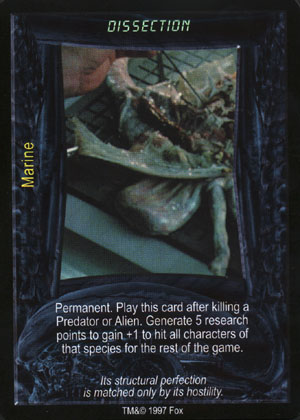 DISSECTION
Marine
Permanent. Play this card after killing a
Predator or Alien. Generate 5 research
points to gain +1 to hit all characters of
that species for the rest of the game.
Its structural perfection
is matched only by its hostility.
TM&© 1997 Fox